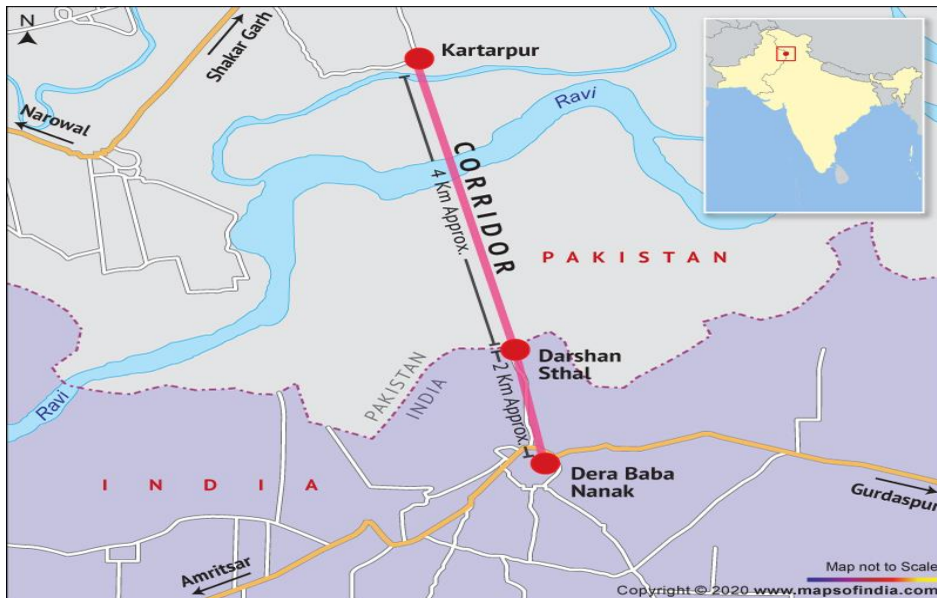 N
Shakar Garh
Narowal
Kartarpur
Ravi
CORRIDOR
4 Km Approx.
PAKISTAN
Darshan
Sthal
PAKISTAN
INDIA
2 Km Approx.
Ravi
Dera Baba
Nanak
INDIA
Gurdaspur
Amritsar
Map not to Scale
Copyright © 2020 www.mapsofindia.com